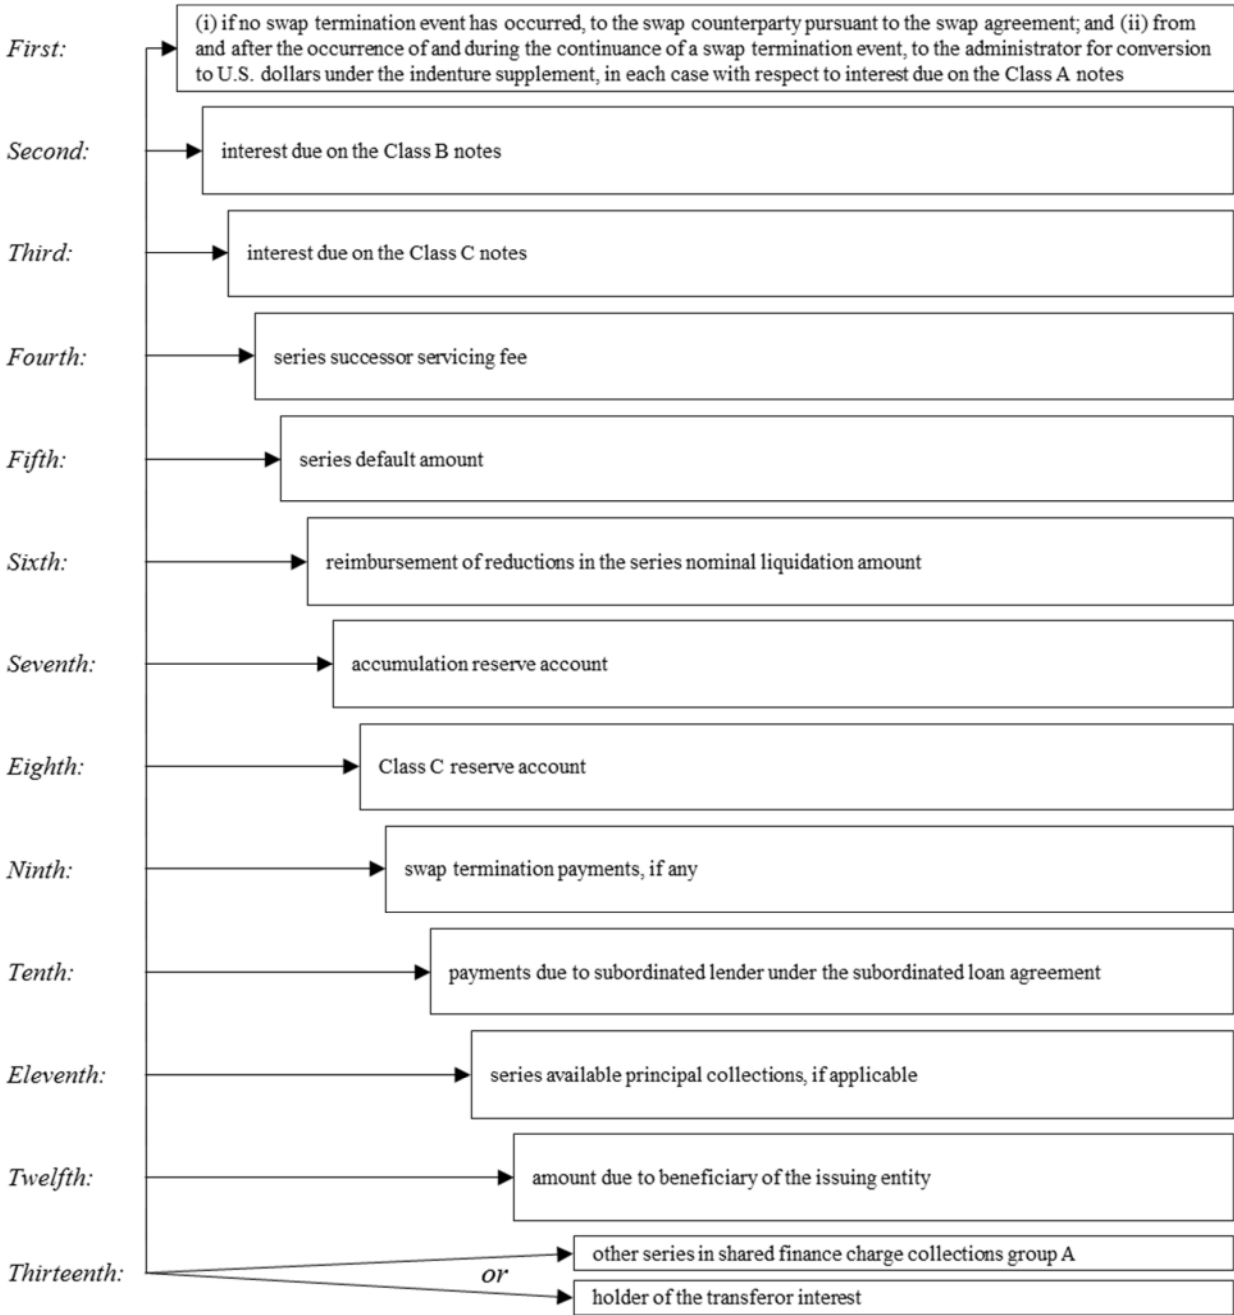 First:
(i) if no swap termination event has occurred, to the swap counterparty pursuant to the swap agreement; and (ii) from
and after the occurrence of and during the continuance of a swap termination event, to the administrator for conversion
to U.S. dollars under the indenture supplement, in each case with respect to interest due on the Class A notes
Second:
interest due on the Class B notes
Third:
interest due on the Class C notes
Fourth:
series successor servicing fee
Fifth:
series default amount
Sixth:
reimbursement of reductions in the series nominal liquidation amount
Seventh:
accumulation reserve account
Eighth:
Class C reserve account
Ninth:
swap termination payments, if any
Tenth:
payments due to subordinated lender under the subordinated loan agreement
Eleventh:
series available principal collections, if applicable
Twelfth:
amount due to beneficiary of the issuing entity
Thirteenth:
other series in shared finance charge collections group A
or
holder of the transferor interest